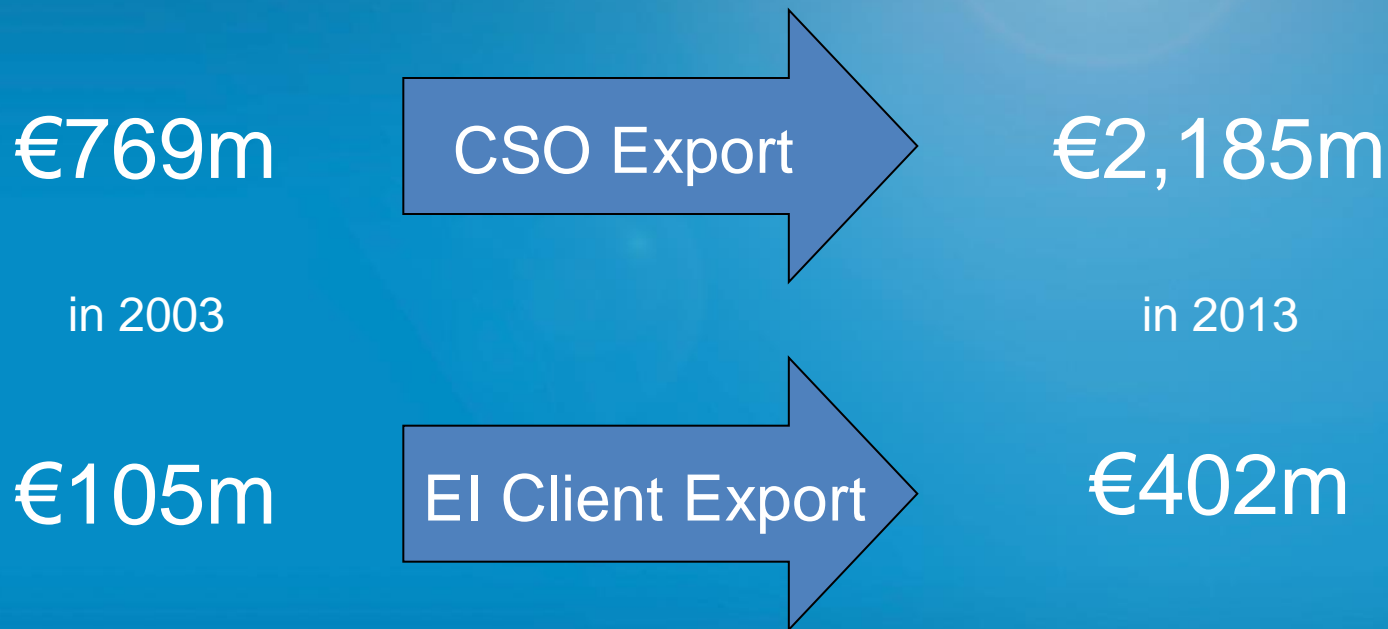 €769m
CSO Export
€2,185m
in 2003
in 2013
€105m
EI Client Export
€402m